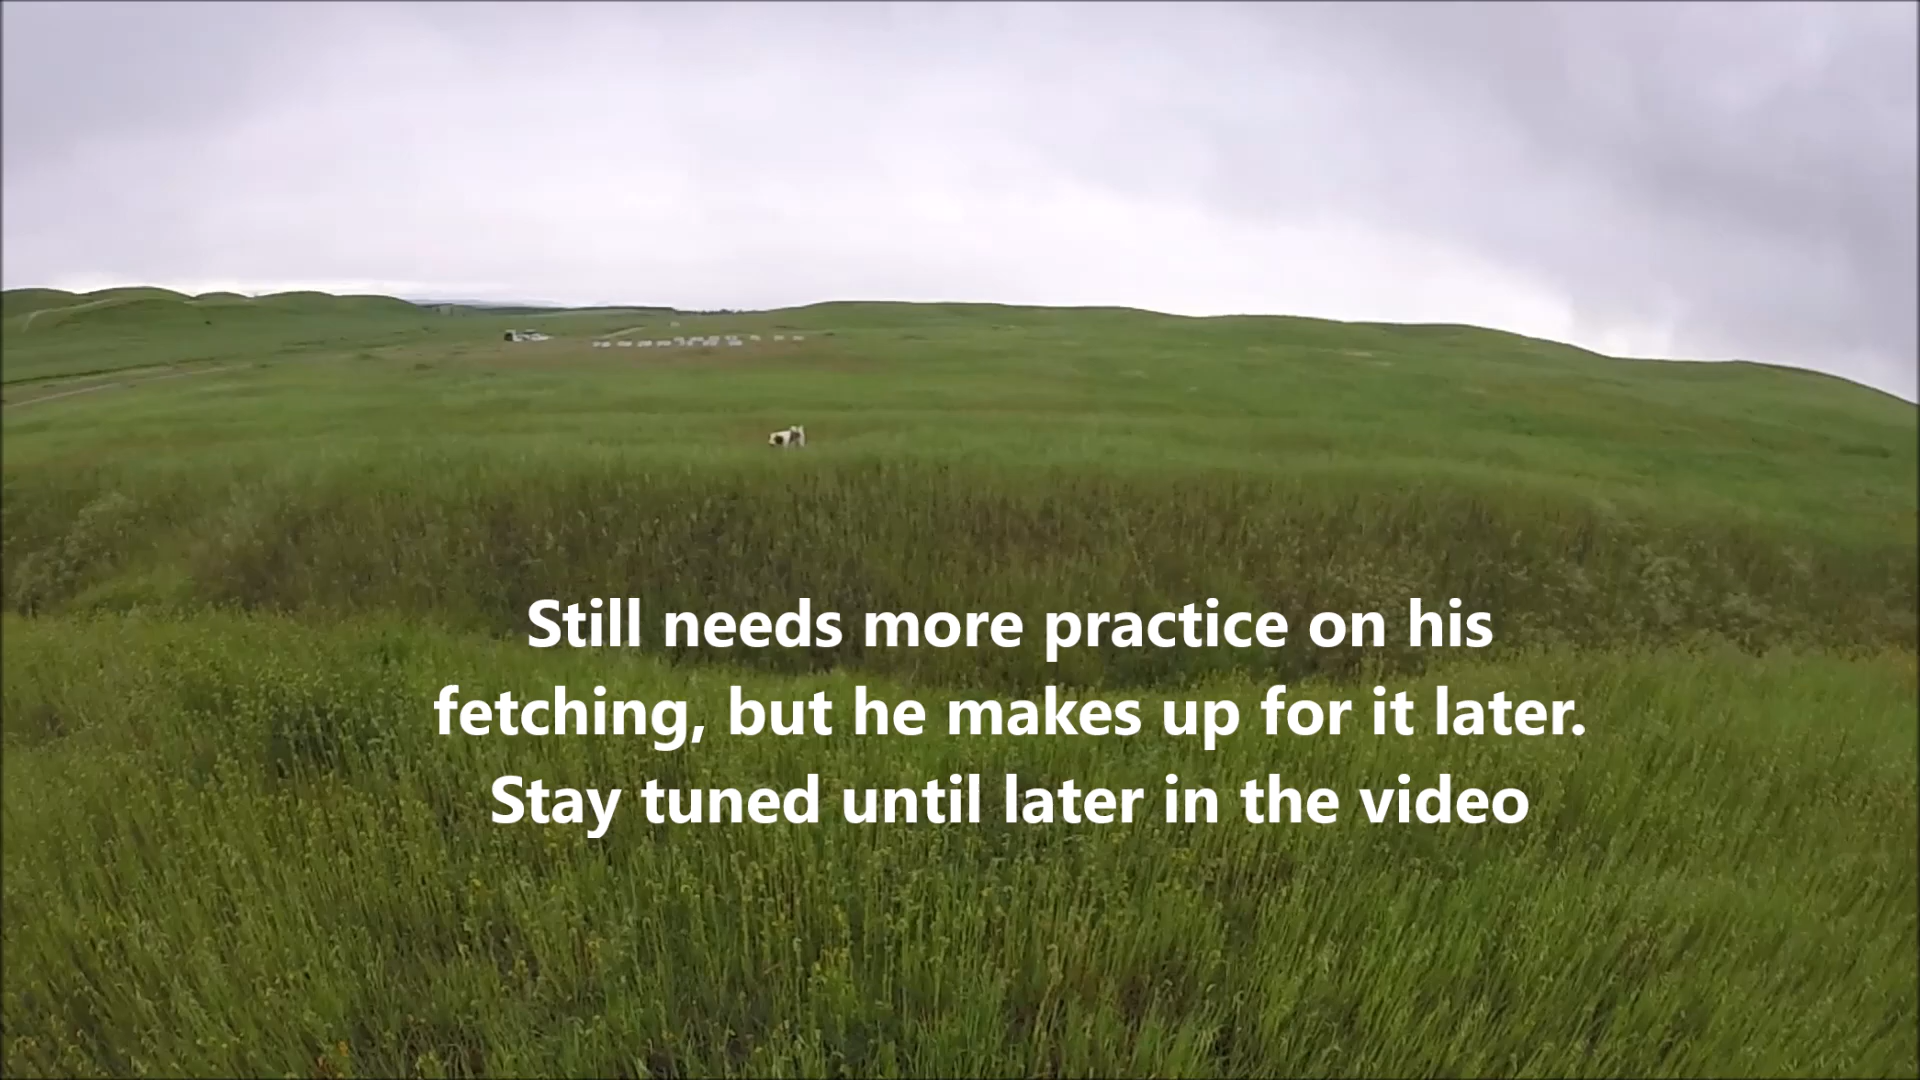 Still needs more practice on his
fetching, but he makes up for it later.
Stay tuned until later in the video